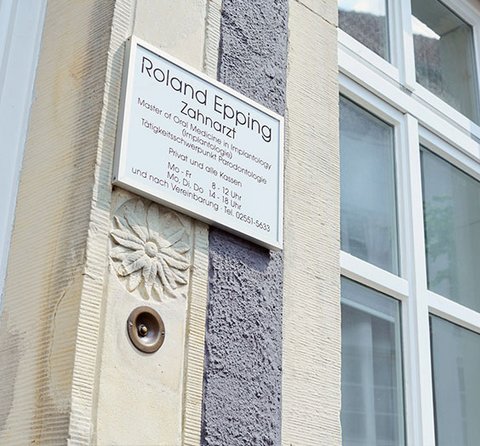 Roland Epping
Zahnarzt
Master of Oral Medicine in Implantology
(Implantologie)
Tätigkeitsschwerpunkt Parodontologie
Privat und alle Kassen
Mo - Fr 8 - 12 Uhr
Mo, Di, Do 14 - 18 Uhr
und nach Vereinbarung · Tel. 02551-5633